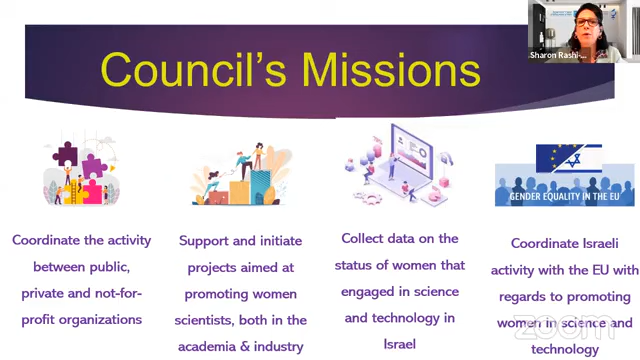 Sharon Rashi-...
Council's Missions
GENDER EQUALITY IN THE EU
Coordinate the activity
between public,
private and not-for-
profit organizations
Support and initiate
projects aimed at
promoting women
scientists, both in the
academia & industry
Collect data on the
status of women that
engaged in science
and technology in
Israel
Coordinate Israeli
activity with the EU with
regards to promoting
women in science and
technology
zoom